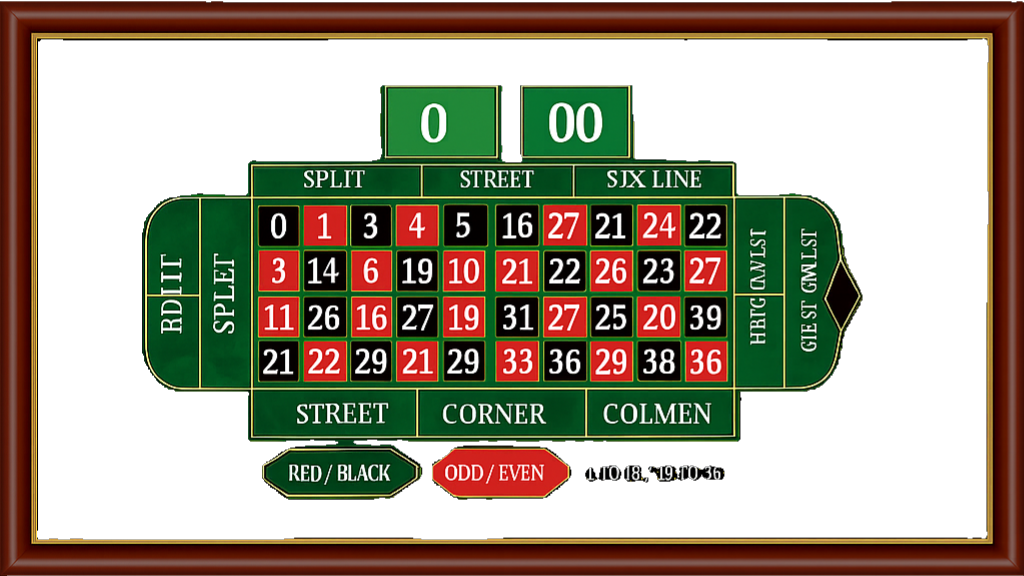 0 00
SPLIT STREET SJX LINE
0 1 3 4 5 16 27 21 24 22
3 14 6 19 10 21 22 26 23 27
11 26 16 27 19 31 27 25 20 39
21 22 29 21 29 33 36 29 38 36
SPLET
STREET CORNER COLMEN
RED / BLACK ODD / EVEN